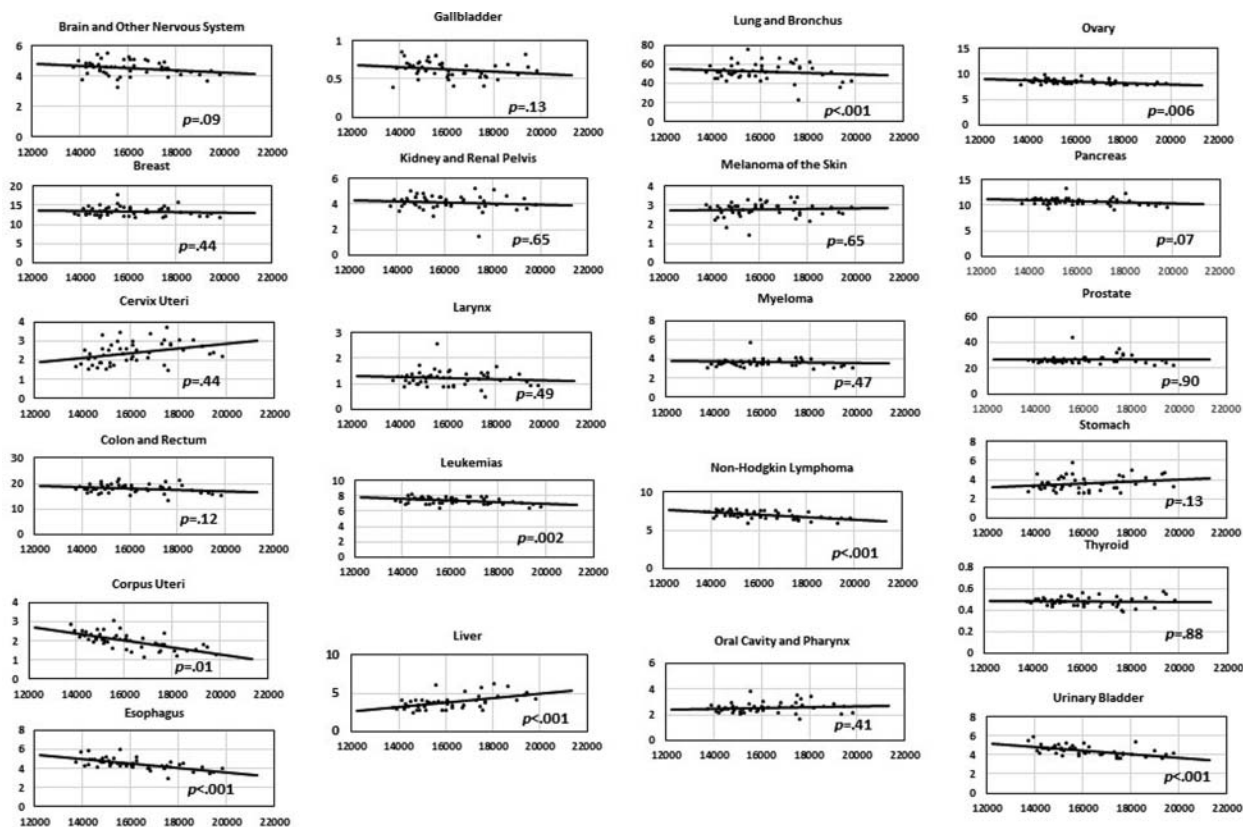 Brain and Other Nervous System
6
4
2
0
p=.09
12000 14000 16000 18000 20000 22000
Breast
20
15
10
5
0
p=.44
12000 14000 16000 18000 20000 22000
Cervix Uteri
4
3
2
1
0
p=.44
12000 14000 16000 18000 20000 22000
Colon and Rectum
30
20
10
0
p=.12
12000 14000 16000 18000 20000 22000
Corpus Uteri
4
3
2
1
0
p=.01
12000 14000 16000 18000 20000 22000
Esophagus
8
6
4
2
0
p<.001
12000 14000 16000 18000 20000 22000
Gallbladder
1
0.5
0
p=.13
12000 14000 16000 18000 20000 22000
Kidney and Renal Pelvis
6
4
2
0
p=.65
12000 14000 16000 18000 20000 22000
Larynx
3
2
1
0
p=.49
12000 14000 16000 18000 20000 22000
Leukemias
10
8
6
4
2
0
p=.002
12000 14000 16000 18000 20000 22000
Liver
10
5
0
p<.001
12000 14000 16000 18000 20000 22000
Lung and Bronchus
80
60
40
20
0
p<.001
12000 14000 16000 18000 20000 22000
Melanoma of the Skin
4
3
2
1
0
p=.65
12000 14000 16000 18000 20000 22000
Myeloma
8
6
4
2
0
p=.47
12000 14000 16000 18000 20000 22000
Non-Hodgkin Lymphoma
10
5
0
p<.001
12000 14000 16000 18000 20000 22000
Oral Cavity and Pharynx
6
4
2
0
p=.41
12000 14000 16000 18000 20000 22000
Ovary
15
10
5
0
p=.006
12000 14000 16000 18000 20000 22000
Pancreas
15
10
5
0
p=.07
12000 14000 16000 18000 20000 22000
Prostate
60
40
20
0
p=.90
12000 14000 16000 18000 20000 22000
Stomach
8
6
4
2
0
p=.13
12000 14000 16000 18000 20000 22000
Thyroid
0.8
0.6
0.4
0.2
0
p=.88
12000 14000 16000 18000 20000 22000
Urinary Bladder
8
6
4
2
0
p<.001
12000 14000 16000 18000 20000 22000